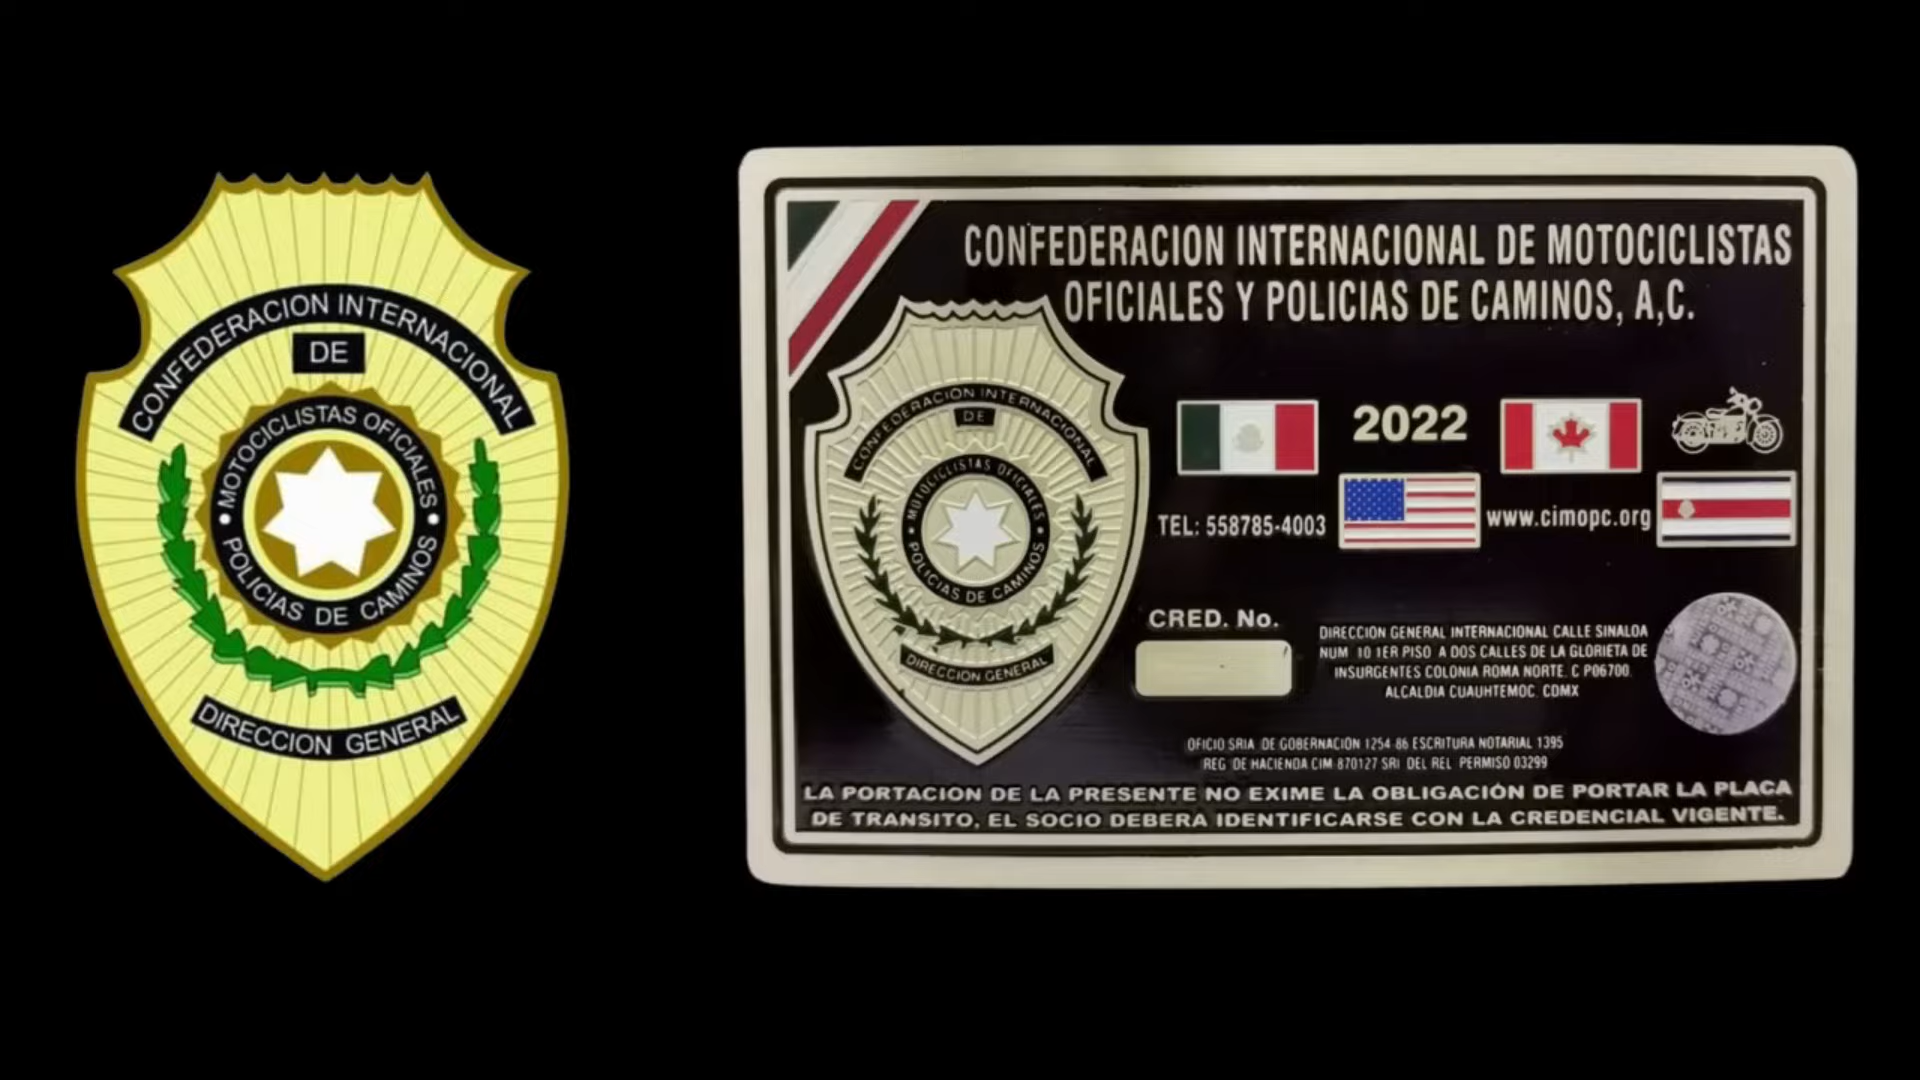 CONFEDERACION INTERNACIONAL
DE
MOTOCICLISTAS OFICIALES
POLICIAS DE CAMINOS
DIRECCION GENERAL
CONFEDERACION INTERNACIONAL DE MOTOCICLISTAS
OFICIALES Y POLICIAS DE CAMINOS, A,C.
CONFEDERACION INTERNACIONAL
DE
MOTOCICLISTAS OFICIALES
POLICIAS DE CAMINOS
DIRECCION GENERAL
2022
TEL: 558785-4003
www.cimopc.org
CRED. No.
DIRECCION GENERAL INTERNACIONAL CALLE SINALOA
NUM 10 1ER PISO A DOS CALLES DE LA GLORIETA DE
INSURGENTES COLONIA ROMA NORTE. C P06700.
ALCALDIA CUAUHTEMOC. CDMX
OFICIO SRIA DE GOBERNACIÓN 1254 86 ESCRITURA NOTARIAL 1395
REG DE HACIENDA CIM 870127 SRI DEL REL PERMISO 03299
LA PORTACION DE LA PRESENTE NO EXIME LA OBLIGACIÓN DE PORTAR LA PLACA
DE TRANSITO, EL SOCIO DEBERA IDENTIFICARSE CON LA CREDENCIAL VIGENTE.